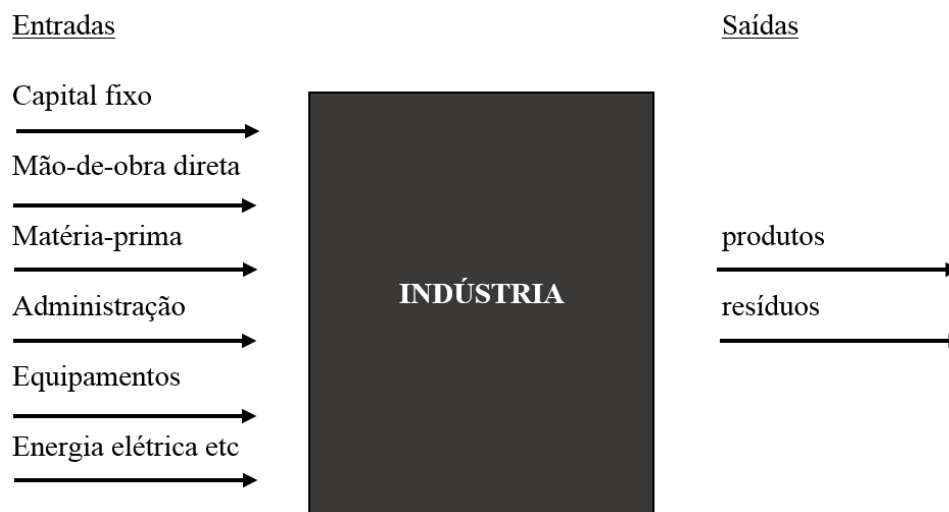 Entradas
Saídas
Capital fixo
Mão-de-obra direta
Matéria-prima
produtos
INDÚSTRIA
Administração
resíduos
Equipamentos
Energia elétrica etc